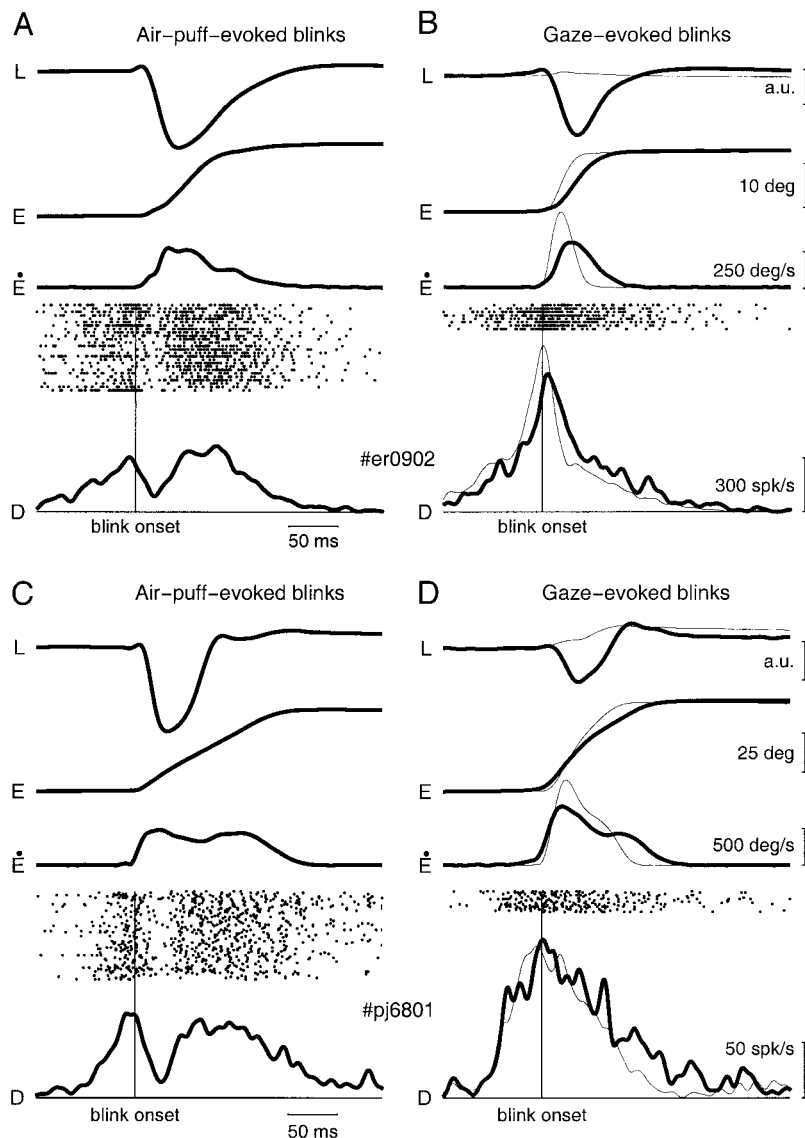 A
Air-puff-evoked blinks
L
E
Ė
#er0902
D
blink onset
50 ms
B
Gaze-evoked blinks
L
a.u.
10 deg
E
250 deg/s
Ė
300 spk/s
D
blink onset
C
Air-puff-evoked blinks
L
E
Ė
#pj6801
D
blink onset
50 ms
D
Gaze-evoked blinks
L
a.u.
25 deg
E
500 deg/s
Ė
50 spk/s
D
blink onset